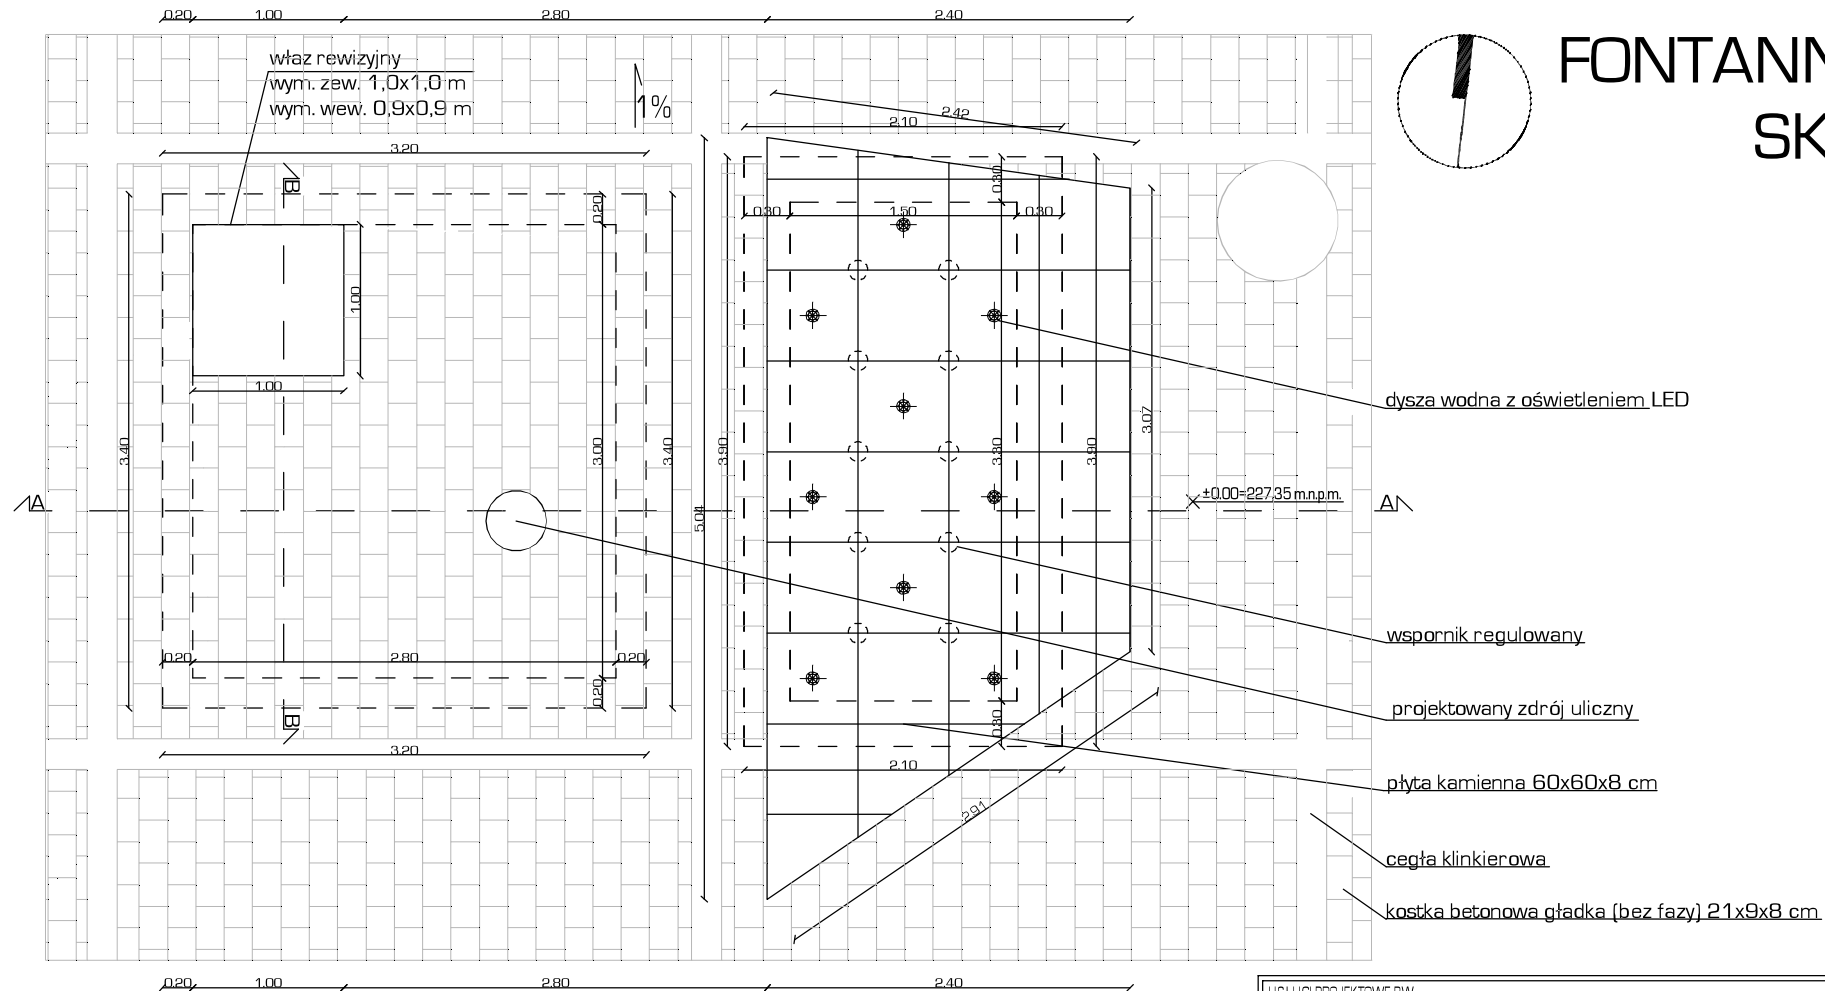 0.20 1.00 2.80 2.40
FONTANN
SK
właz rewizyjny
wym. zew. 1,0x1,0 m
wym. wew. 0,9x0,9 m
1%
2.42
2.10
3.20
B
0.30
0.20
0.30 1.50 0.30
1.00
1.00
dysza wodna z oświetleniem LED
3.07
3.40 3.00 3.40 3.90 3.30 3.90
±0.00=227.35 m.n.p.m.
A A
5.04
wspornik regulowany
0.20 2.80 0.20
0.20
projektowany zdrój uliczny
B
0.30
3.20
2.10
płyta kamienna 60x60x8 cm
2.91
cegła klinkierowa
kostka betonowa gładka (bez fazy) 21x9x8 cm
0.20 1.00 2.80 2.40